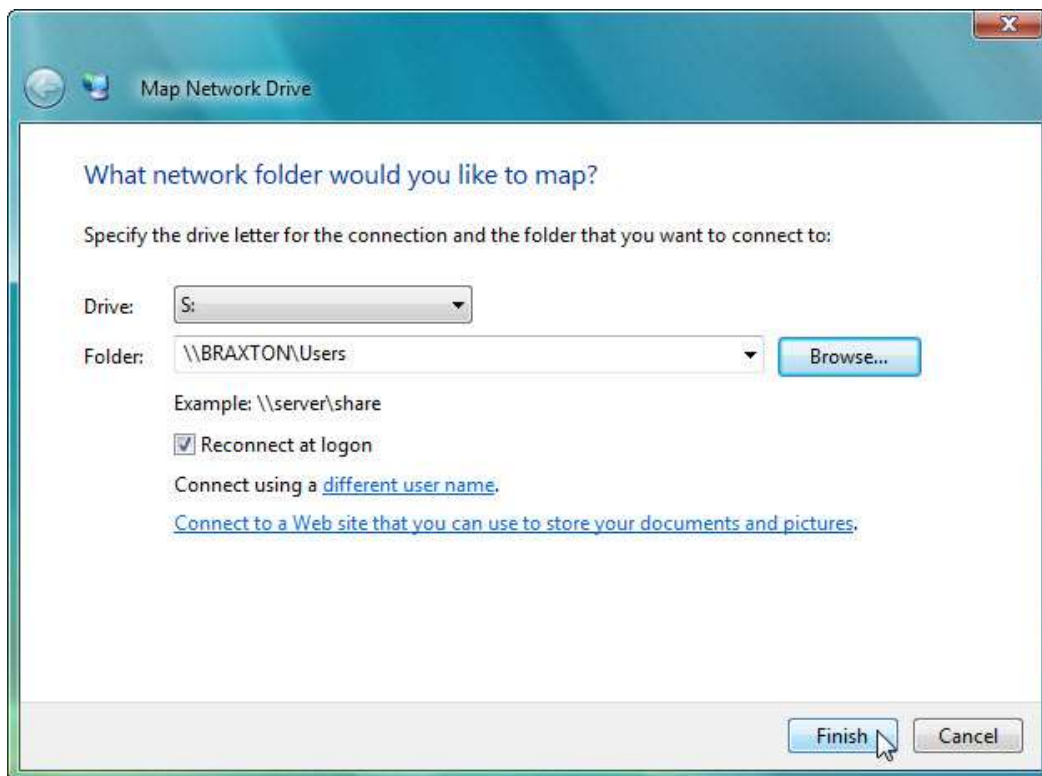 Map Network Drive
What network folder would you like to map?
Specify the drive letter for the connection and the folder that you want to connect to:
Drive: S:
Folder: \\BRAXTON\Users Browse...
Example: \\server\share
Reconnect at logon
Connect using a different user name.
Connect to a Web site that you can use to store your documents and pictures.
Finish Cancel